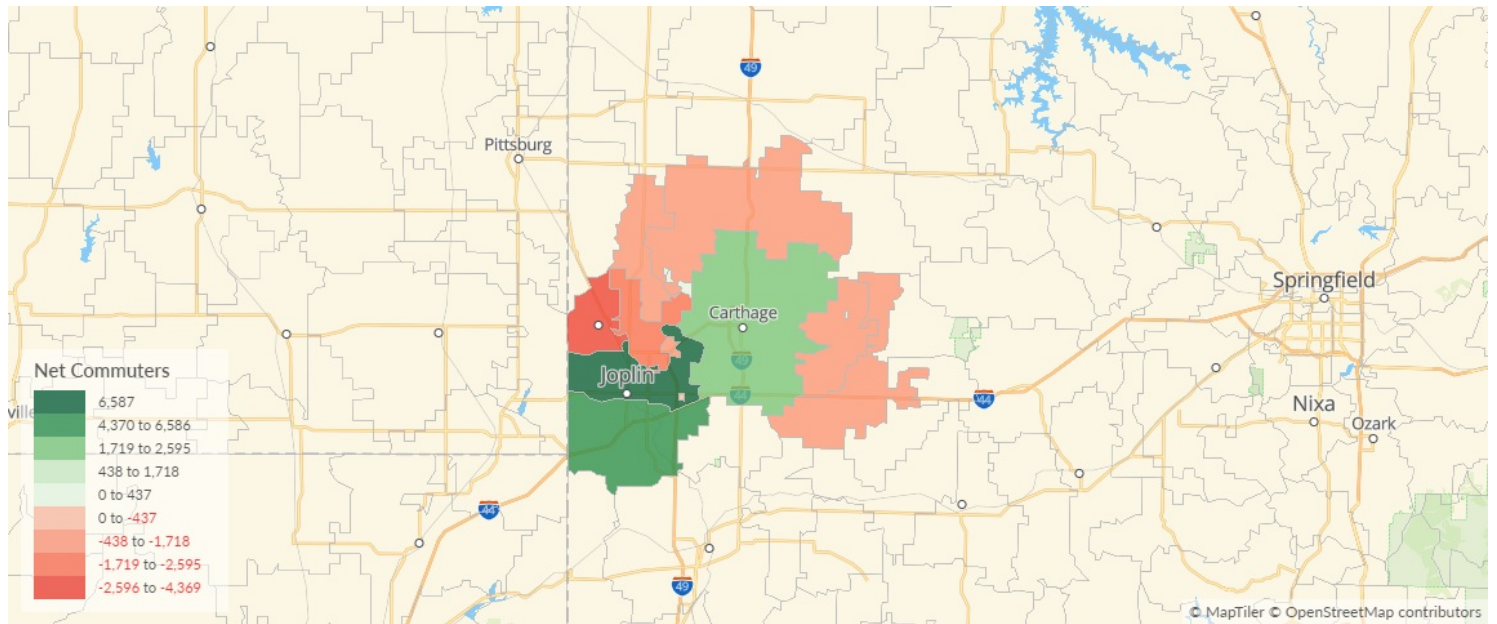 49
Pittsburg
Springfield
Carthage
49
Joplin
44
44
Nixa
Ozark
44
49
Net Commuters
6,587
4,370 to 6,586
ville
1,719 to 2,595
438 to 1,718
0 to 437
0 to -437
-438 to -1,718
-1,719 to -2,595
-2,596 to -4,369
© MapTiler © OpenStreetMap contributors